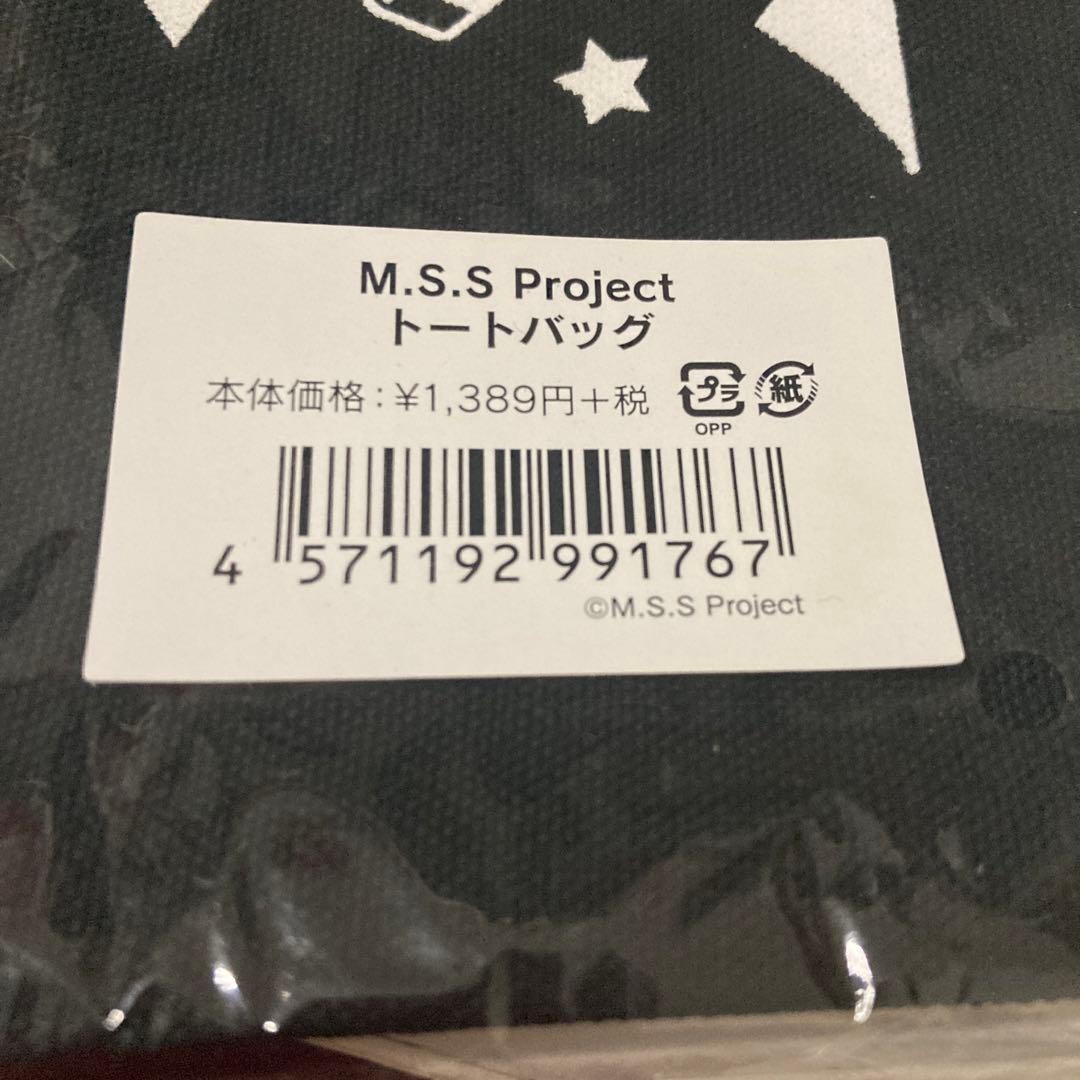 M.S.S Project
トートバッグ
本体価格:¥1,389円+税
プラ 紙
OPP
4 571192 991767
©M.S.S Project